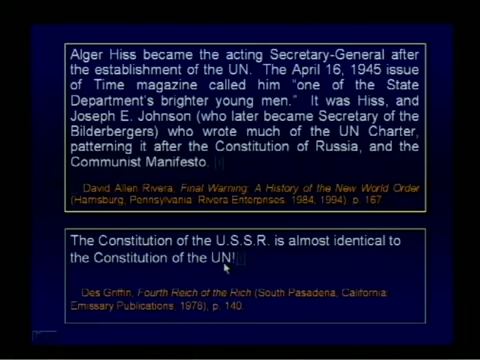 Alger Hiss became the acting Secretary-General after
the establishment of the UN. The April 16, 1945 issue
of Time magazine called him "one of the State
Department's brighter young men." It was Hiss, and
Joseph E. Johnson (who later became Secretary of the
Bilderbergers) who wrote much of the UN Charter,
patterning it after the Constitution of Russia, and the
Communist Manifesto.
David Allen Rivera, Final Warning: A History of the New World Order
(Harrisburg, Pennsylvania: Rivera Enterprises, 1984, 1994) p. 167
The Constitution of the U.S.S.R. is almost identical to
the Constitution of the UN!
Des Griffin, Fourth Reich of the Rich (South Pasadena, California:
Emissary Publications, 1978), p. 140.